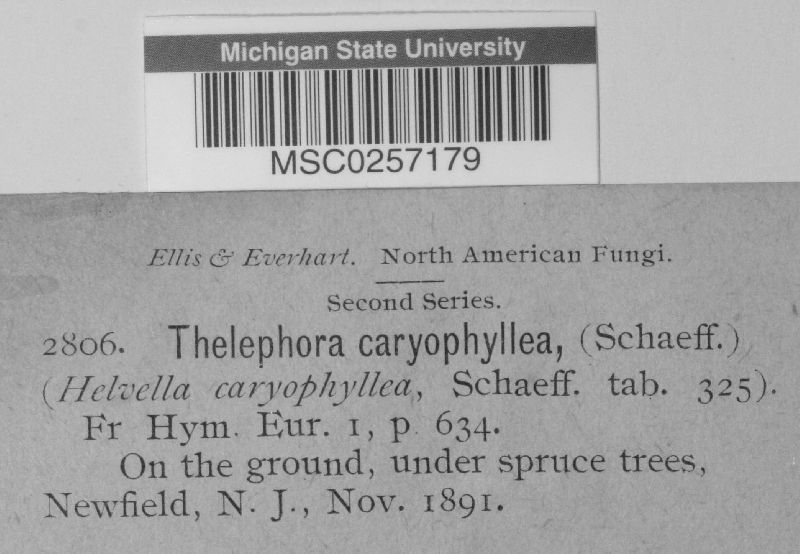 Michigan State University
MSC0257179
Ellis & Everhart. North American Fungi.
Second Series.
2806. Thelephora caryophyllea, (Schaeff.)
(Helvella caryophyllea, Schaeff. tab. 325).
Fr Hym. Eur. 1, p. 634.
On the ground, under spruce trees,
Newfield, N. J., Nov. 1891.